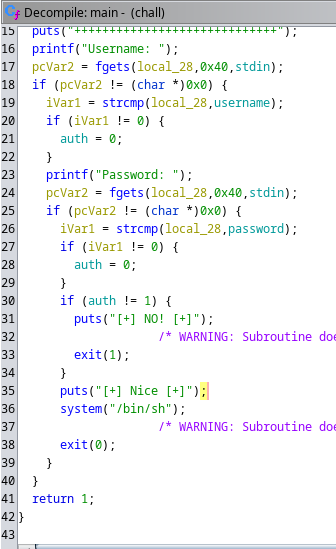 Decompile: main - (chall)
15 puts("+++++++++++++++++++++++++++++");
16 printf("Username: ");
17 pcVar2 = fgets(local_28,0x40,stdin);
18 if (pcVar2 != (char *)0x0) {
19 iVar1 = strcmp(local_28,username);
20 if (iVar1 != 0) {
21 auth = 0;
22 }
23 printf("Password: ");
24 pcVar2 = fgets(local_28,0x40,stdin);
25 if (pcVar2 != (char *)0x0) {
26 iVar1 = strcmp(local_28,password);
27 if (iVar1 != 0) {
28 auth = 0;
29 }
30 if (auth != 1) {
31 puts("[+] NO! [+]");
32 /* WARNING: Subroutine doe
33 exit(1);
34 }
35 puts("[+] Nice [+]");
36 system("/bin/sh");
37 /* WARNING: Subroutine doe
38 exit(0);
39 }
40 }
41 return 1;
42 }
43